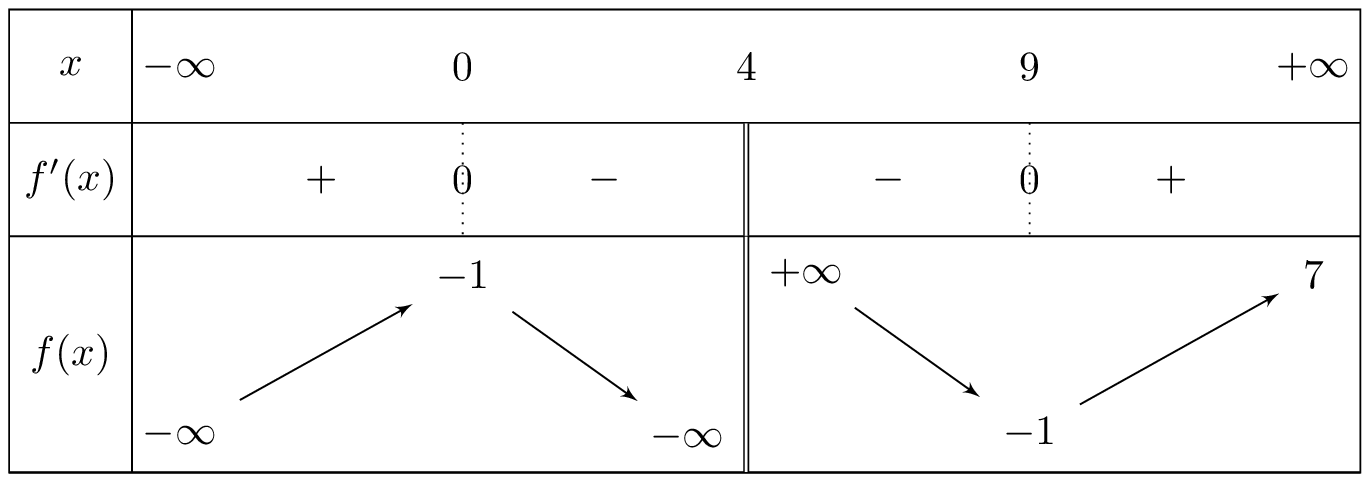 x −∞ 0 4 9 +∞
f′(x) + 0 − − 0 +
−1 +∞ 7
f(x)
−∞ −∞ −1